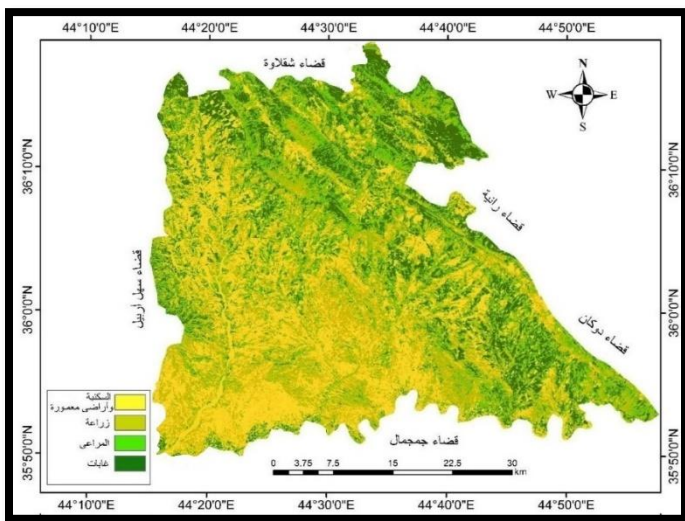 44°10'0"E 44°20'0"E 44°30'0"E 44°40'0"E 44°50'0"E
قضاء شقلاوة
N
W E
S
36°10'0"N 36°10'0"N
قضاء رانية
قضاء سهل أربيل
36°0'0"N 36°0'0"N
قضاء دوكان
السكنية
وأراضي معمورة
زراعة
المراعي
غابات
قضاء جمجمال
35°50'0"N 35°50'0"N
0 3.75 7.5 15 22.5 30
km
44°10'0"E 44°20'0"E 44°30'0"E 44°40'0"E 44°50'0"E